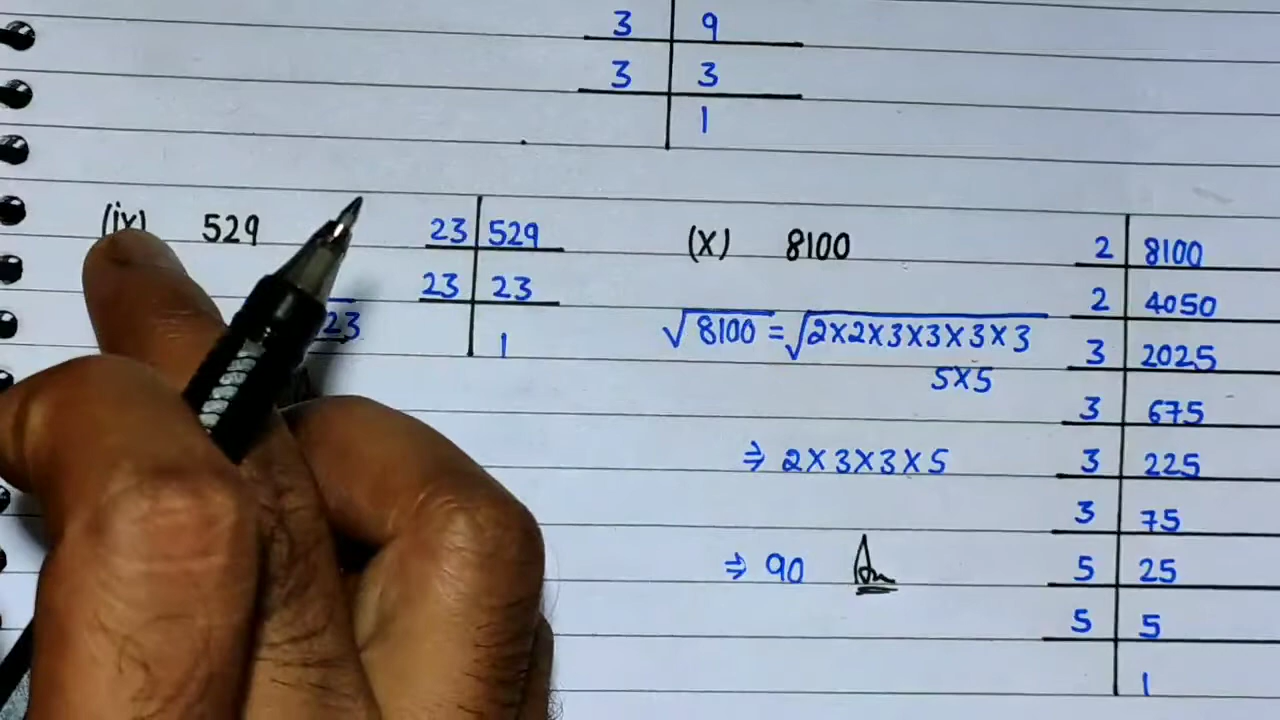 3 | 9
3 | 3
1
(ix) 529
23 | 529
23 | 23
23
1
(x) 8100
√8100 = √2×2×3×3×3×3
5×5
⇒ 2×3×3×5
⇒ 90 Ans
2 | 8100
2 | 4050
3 | 2025
3 | 675
3 | 225
3 | 75
5 | 25
5 | 5
1